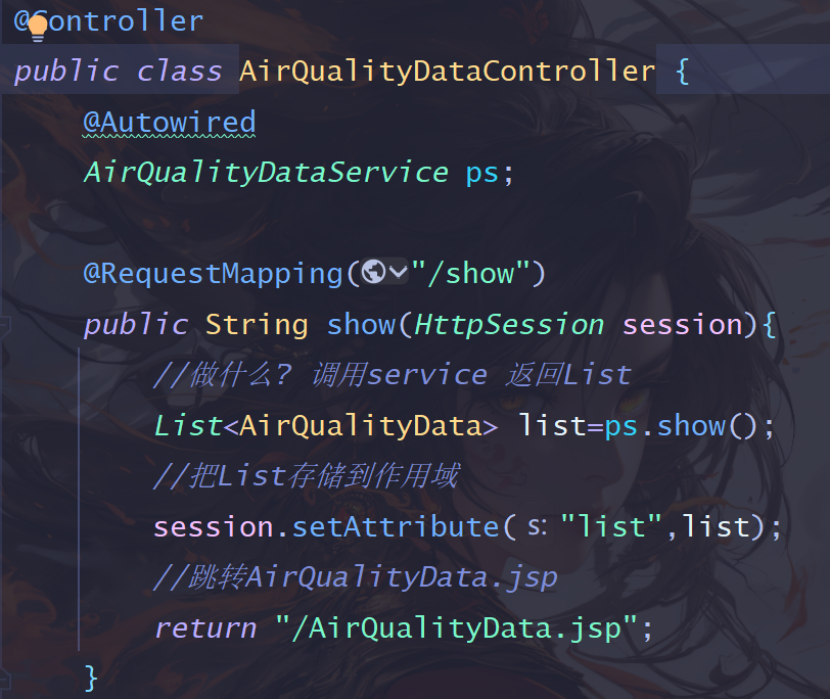 @Controller
public class AirQualityDataController {
@Autowired
AirQualityDataService ps;
@RequestMapping("/show")
public String show(HttpSession session){
//做什么? 调用service 返回List
List<AirQualityData> list=ps.show();
//把List存储到作用域
session.setAttribute( s: "list",list);
//跳转AirQualityData.jsp
return "/AirQualityData.jsp";
}